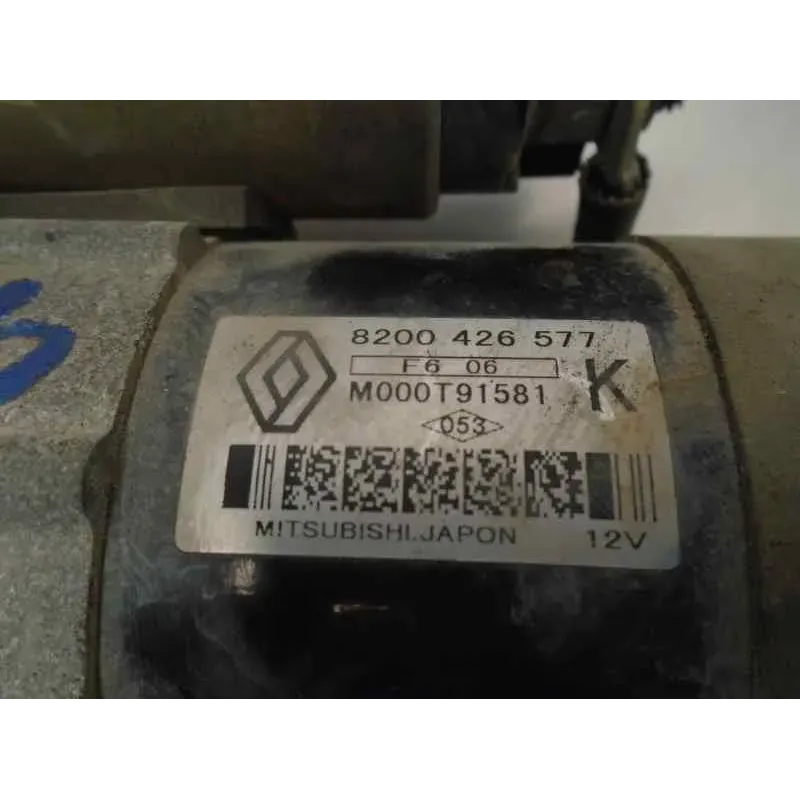 8200 426 577
F6 06
K
M000T91581
053
MITSUBISHI.JAPON 12V